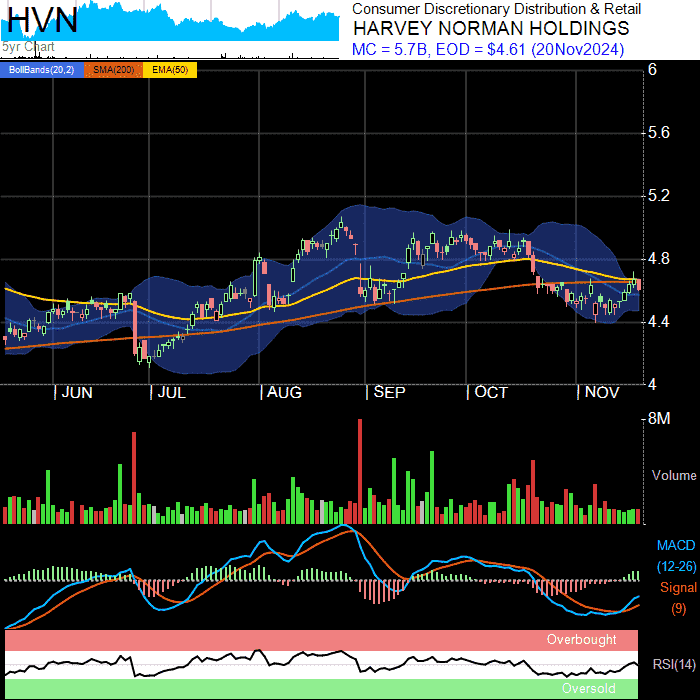 HVN
5yr Chart
Consumer Discretionary Distribution & Retail
HARVEY NORMAN HOLDINGS
MC = 5.7B, EOD = $4.61 (20Nov2024)
BollBands(20,2) SMA(200) EMA(50)
6
5.6
5.2
4.8
4.4
4
JUN JUL AUG SEP OCT NOV
8M
Volume
MACD
(12-26)
Signal
(9)
Overbought
RSI(14)
Oversold